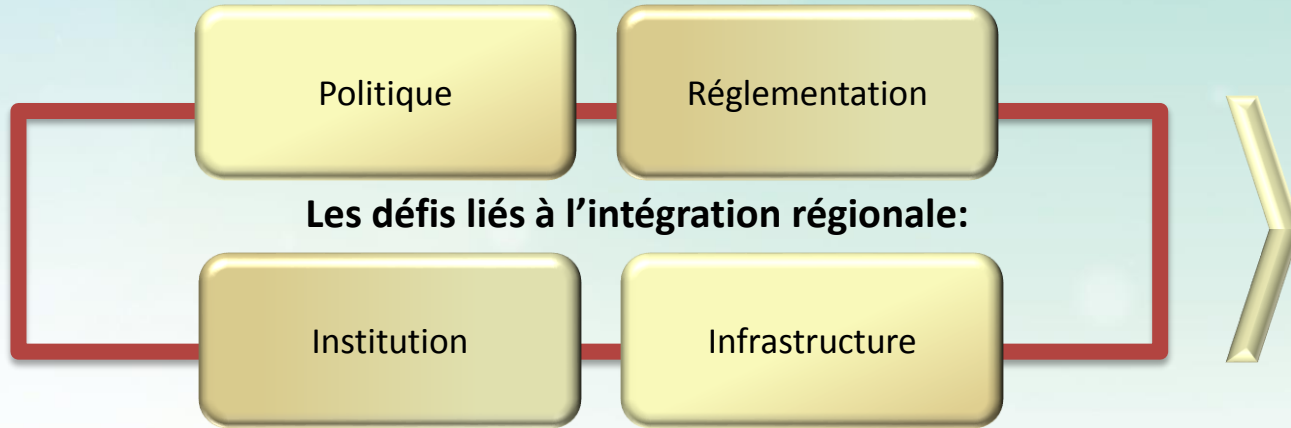 Politique
Réglementation
Les défis liés à l’intégration régionale:
Institution
Infrastructure